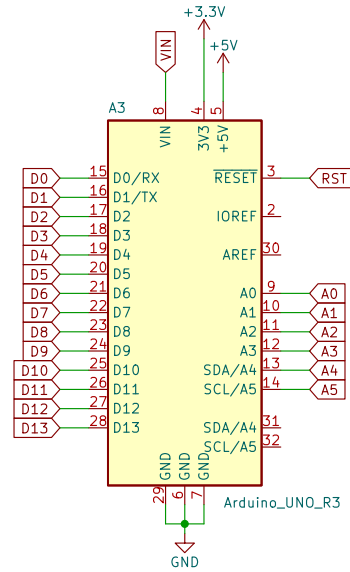 +3.3V
+5V
VIN
A3
8 4 5
VIN 3V3 +5V
D0 15 D0/RX RESET 3 RST
D1 16 D1/TX
D2 17 D2 IOREF 2
D3 18 D3
D4 19 D4 AREF 30
D5 20 D5
D6 21 D6 A0 9 A0
D7 22 D7 A1 10 A1
D8 23 D8 A2 11 A2
D9 24 D9 A3 12 A3
D10 25 D10 SDA/A4 13 A4
D11 26 D11 SCL/A5 14 A5
D12 27 D12
D13 28 D13 SDA/A4 31
SCL/A5 32
GND GND GND
29 6 7
Arduino_UNO_R3
GND